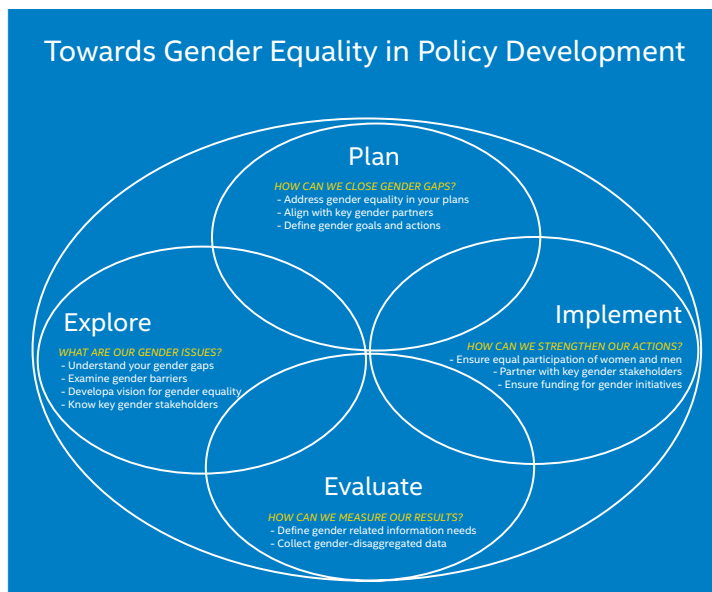 Towards Gender Equality in Policy Development
Plan
HOW CAN WE CLOSE GENDER GAPS?
- Address gender equality in your plans
- Align with key gender partners
- Define gender goals and actions
Explore
WHAT ARE OUR GENDER ISSUES?
- Understand your gender gaps
- Examine gender barriers
- Developa vision for gender equality
- Know key gender stakeholders
Implement
HOW CAN WE STRENGTHEN OUR ACTIONS?
- Ensure equal participation of women and men
- Partner with key gender stakeholders
- Ensure funding for gender initiatives
Evaluate
HOW CAN WE MEASURE OUR RESULTS?
- Define gender related information needs
- Collect gender-disaggregated data